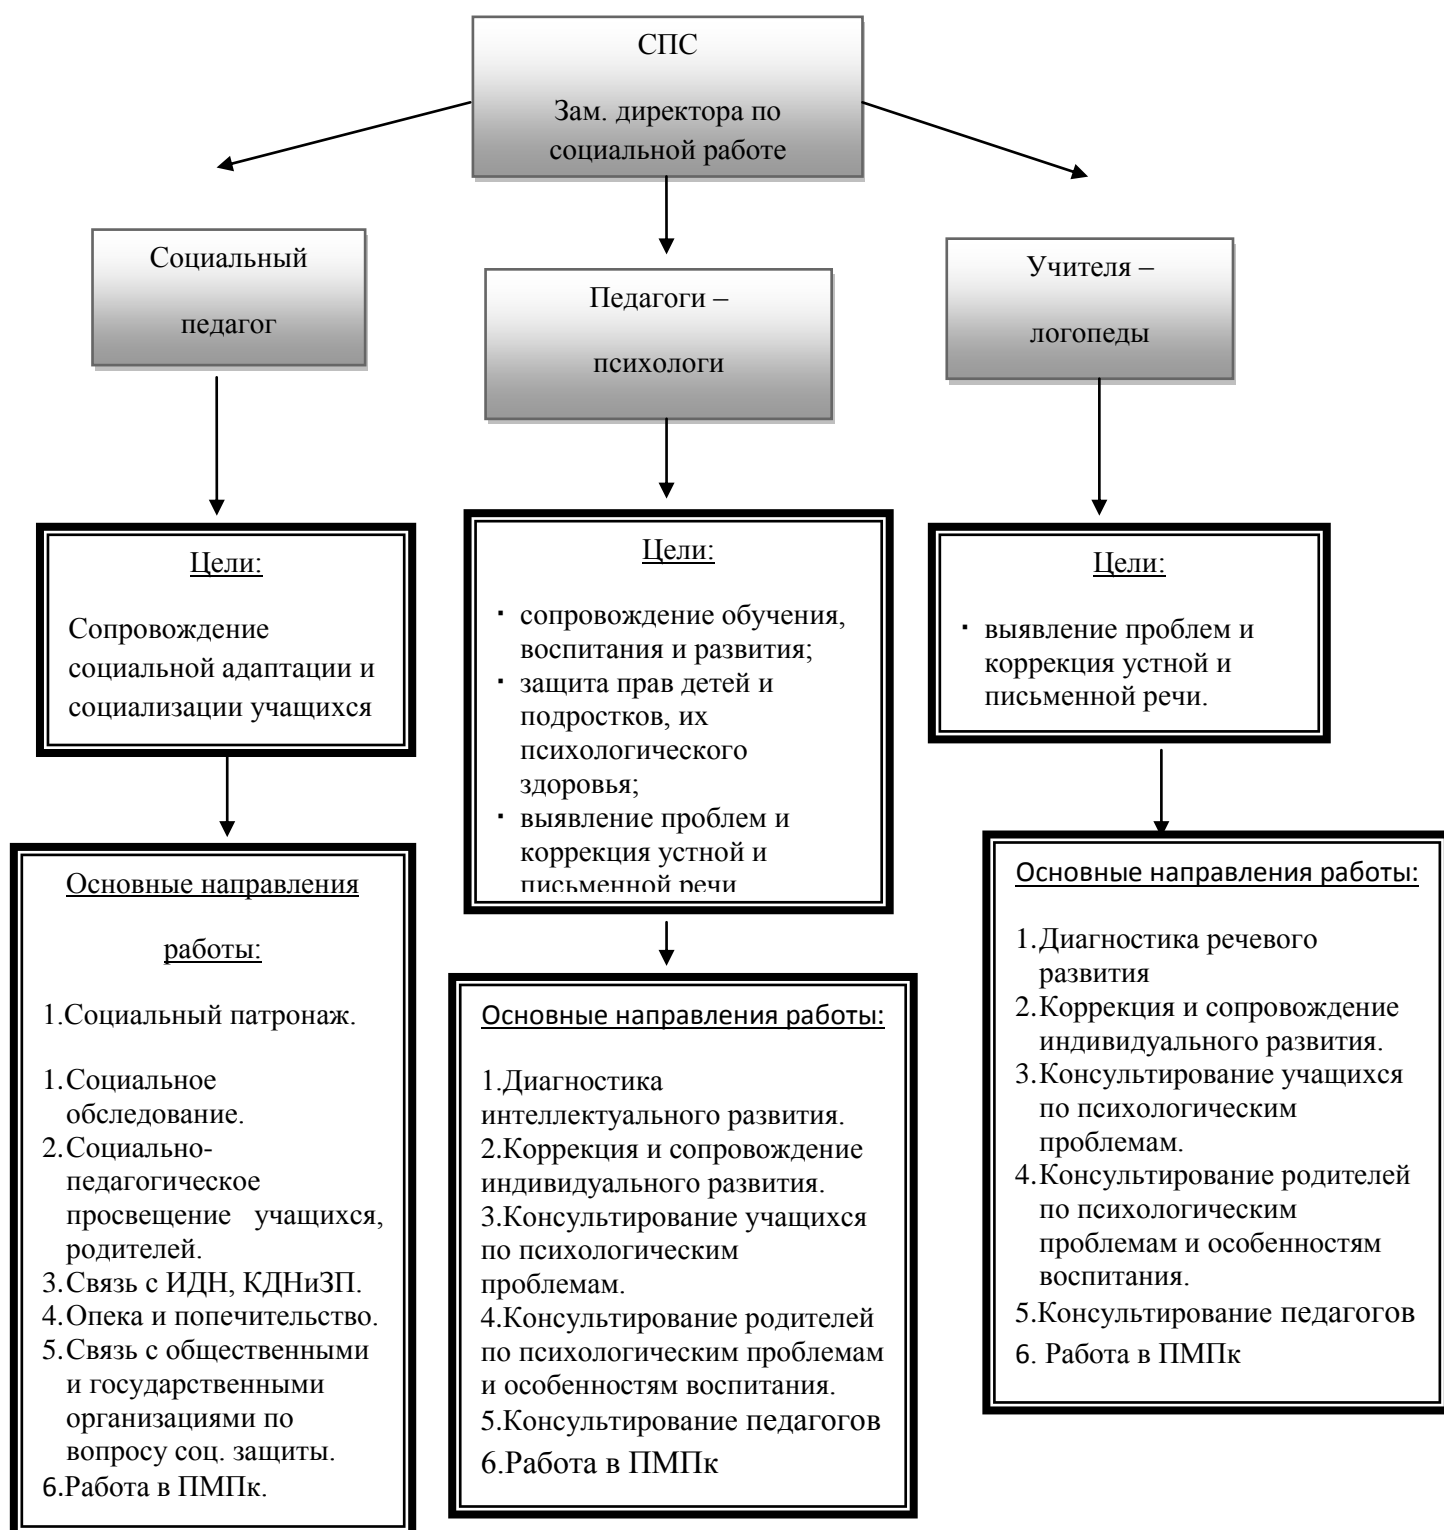 СПС
Зам. директора по
социальной работе
Социальный
педагог
Педагоги –
психологи
Учителя –
логопеды
Цели:
Сопровождение
социальной адаптации и
социализации учащихся
Цели:
▪ сопровождение обучения,
воспитания и развития;
▪ защита прав детей и
подростков, их
психологического
здоровья;
▪ выявление проблем и
коррекция устной и
письменной речи
Цели:
▪ выявление проблем и
коррекция устной и
письменной речи.
Основные направления
работы:
1.Социальный патронаж.
1.Социальное
обследование.
2.Социально-
педагогическое
просвещение учащихся,
родителей.
3.Связь с ИДН, КДНиЗП.
4.Опека и попечительство.
5.Связь с общественными
и государственными
организациями по
вопросу соц. защиты.
6.Работа в ПМПк.
Основные направления работы:
1.Диагностика
интеллектуального развития.
2.Коррекция и сопровождение
индивидуального развития.
3.Консультирование учащихся
по психологическим
проблемам.
4.Консультирование родителей
по психологическим проблемам
и особенностям воспитания.
5.Консультирование педагогов
6.Работа в ПМПк
Основные направления работы:
1.Диагностика речевого
развития
2.Коррекция и сопровождение
индивидуального развития.
3.Консультирование учащихся
по психологическим
проблемам.
4.Консультирование родителей
по психологическим
проблемам и особенностям
воспитания.
5.Консультирование педагогов
6. Работа в ПМПк